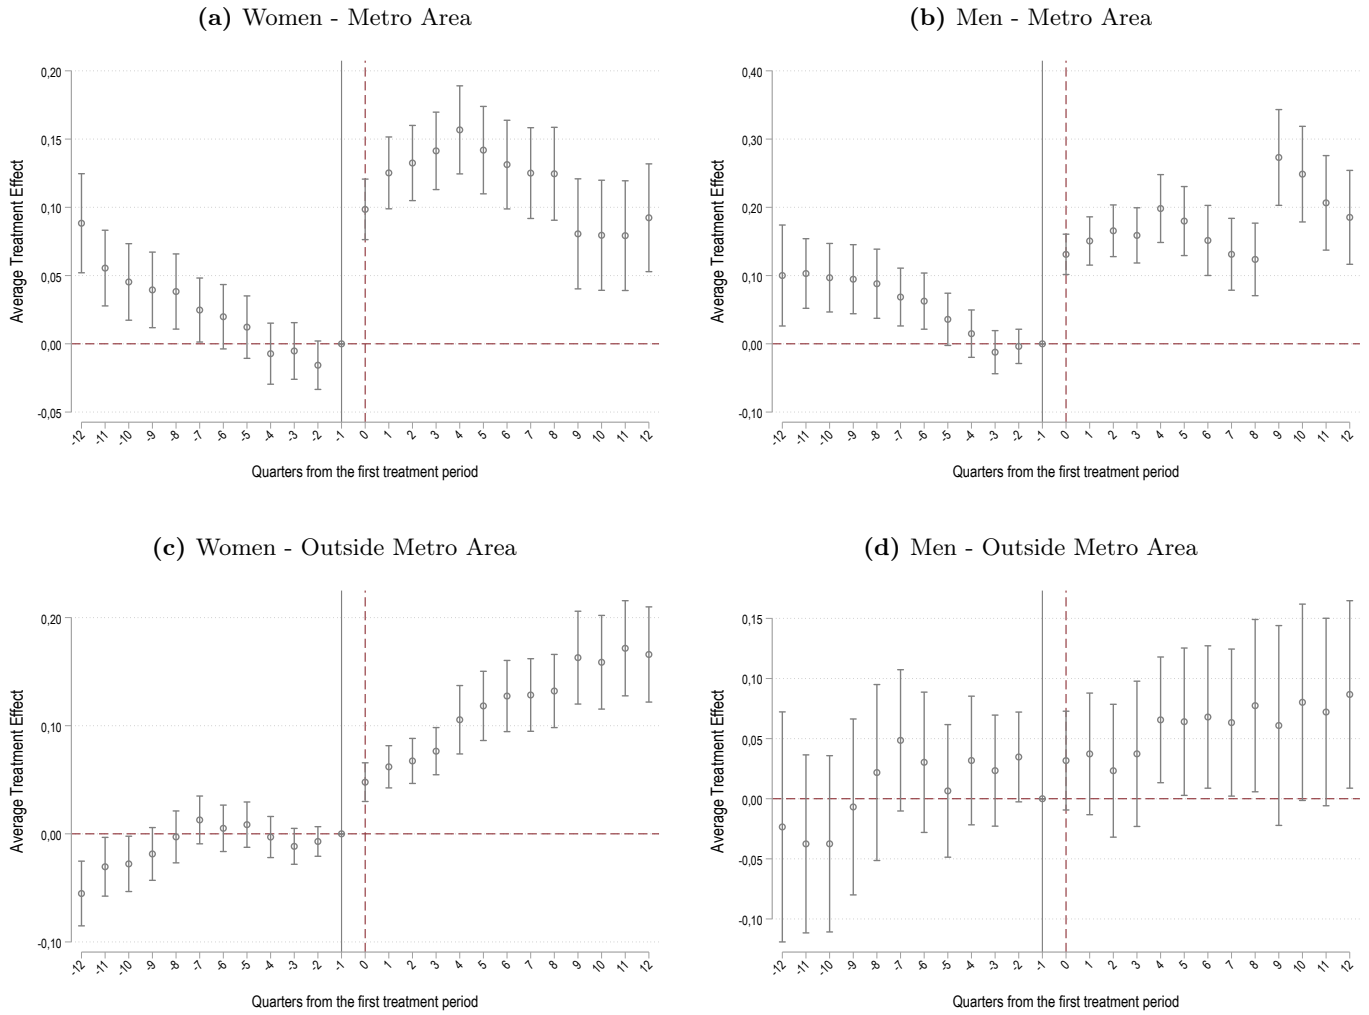 (a) Women - Metro Area
Average Treatment Effect
0,20
0,15
0,10
0,05
0,00
-0,05
-12 -11 -10 -9 -8 -7 -6 -5 -4 -3 -2 -1 0 1 2 3 4 5 6 7 8 9 10 11 12
Quarters from the first treatment period
(b) Men - Metro Area
Average Treatment Effect
0,40
0,30
0,20
0,10
0,00
-0,10
-12 -11 -10 -9 -8 -7 -6 -5 -4 -3 -2 -1 0 1 2 3 4 5 6 7 8 9 10 11 12
Quarters from the first treatment period
(c) Women - Outside Metro Area
Average Treatment Effect
0,20
0,10
0,00
-0,10
-12 -11 -10 -9 -8 -7 -6 -5 -4 -3 -2 -1 0 1 2 3 4 5 6 7 8 9 10 11 12
Quarters from the first treatment period
(d) Men - Outside Metro Area
Average Treatment Effect
0,15
0,10
0,05
0,00
-0,05
-0,10
-12 -11 -10 -9 -8 -7 -6 -5 -4 -3 -2 -1 0 1 2 3 4 5 6 7 8 9 10 11 12
Quarters from the first treatment period